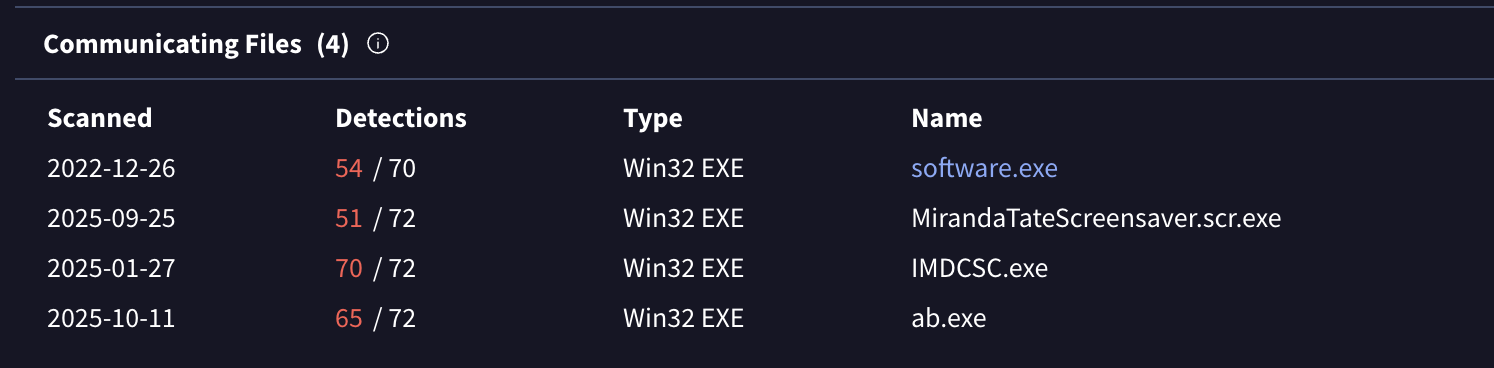 Communicating Files (4)
Scanned Detections Type Name
2022-12-26 54 / 70 Win32 EXE software.exe
2025-09-25 51 / 72 Win32 EXE MirandaTateScreensaver.scr.exe
2025-01-27 70 / 72 Win32 EXE IMDCSC.exe
2025-10-11 65 / 72 Win32 EXE ab.exe